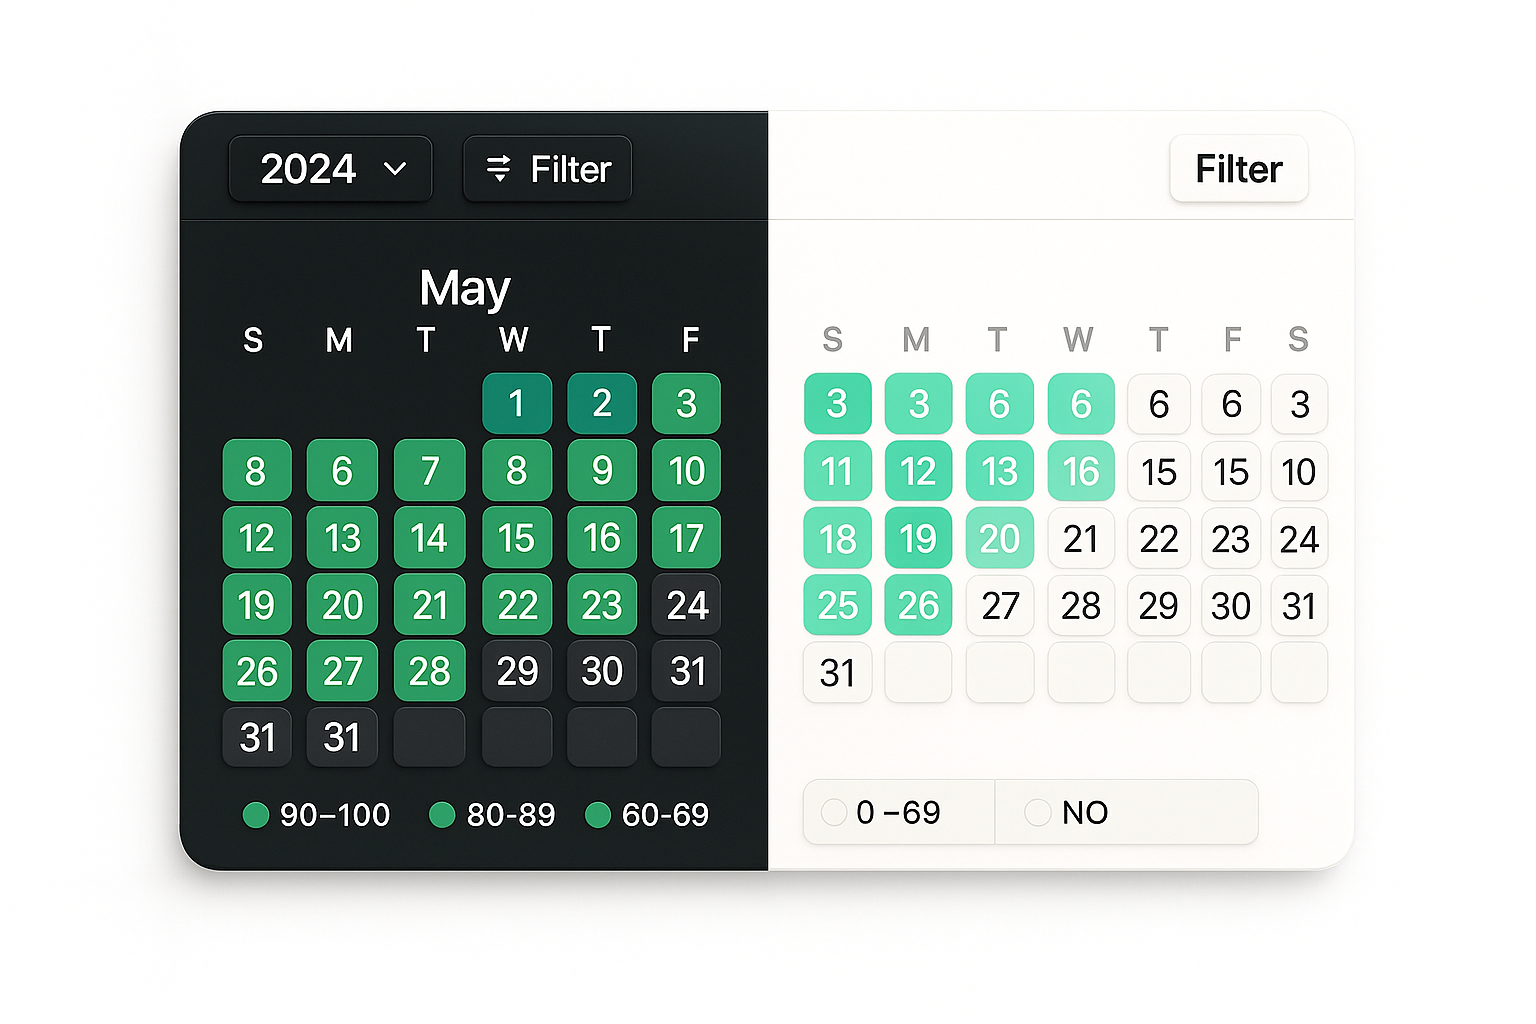 2024 Filter
May
S M T W T F
1 2 3
8 6 7 8 9 10
12 13 14 15 16 17
19 20 21 22 23 24
26 27 28 29 30 31
31 31
90–100 80-89 60-69
Filter
S M T W T F S
3 3 6 6 6 6 3
11 12 13 16 15 15 10
18 19 20 21 22 23 24
25 26 27 28 29 30 31
31
0 –69 NO